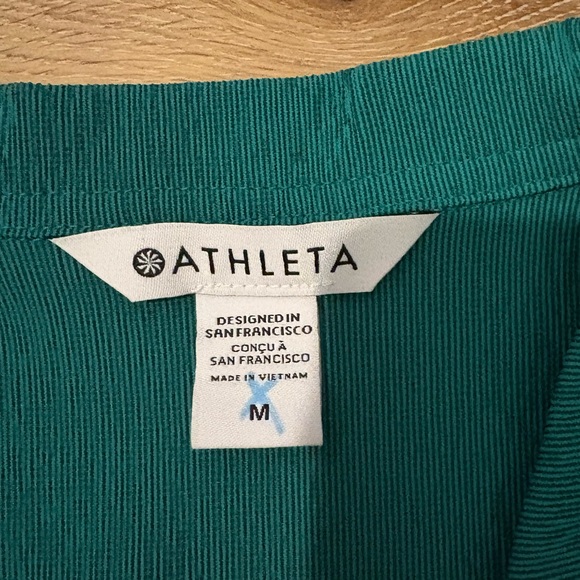 ATHLETA
DESIGNED IN
SAN FRANCISCO
CONÇU À
SAN FRANCISCO
MADE IN VIETNAM
M